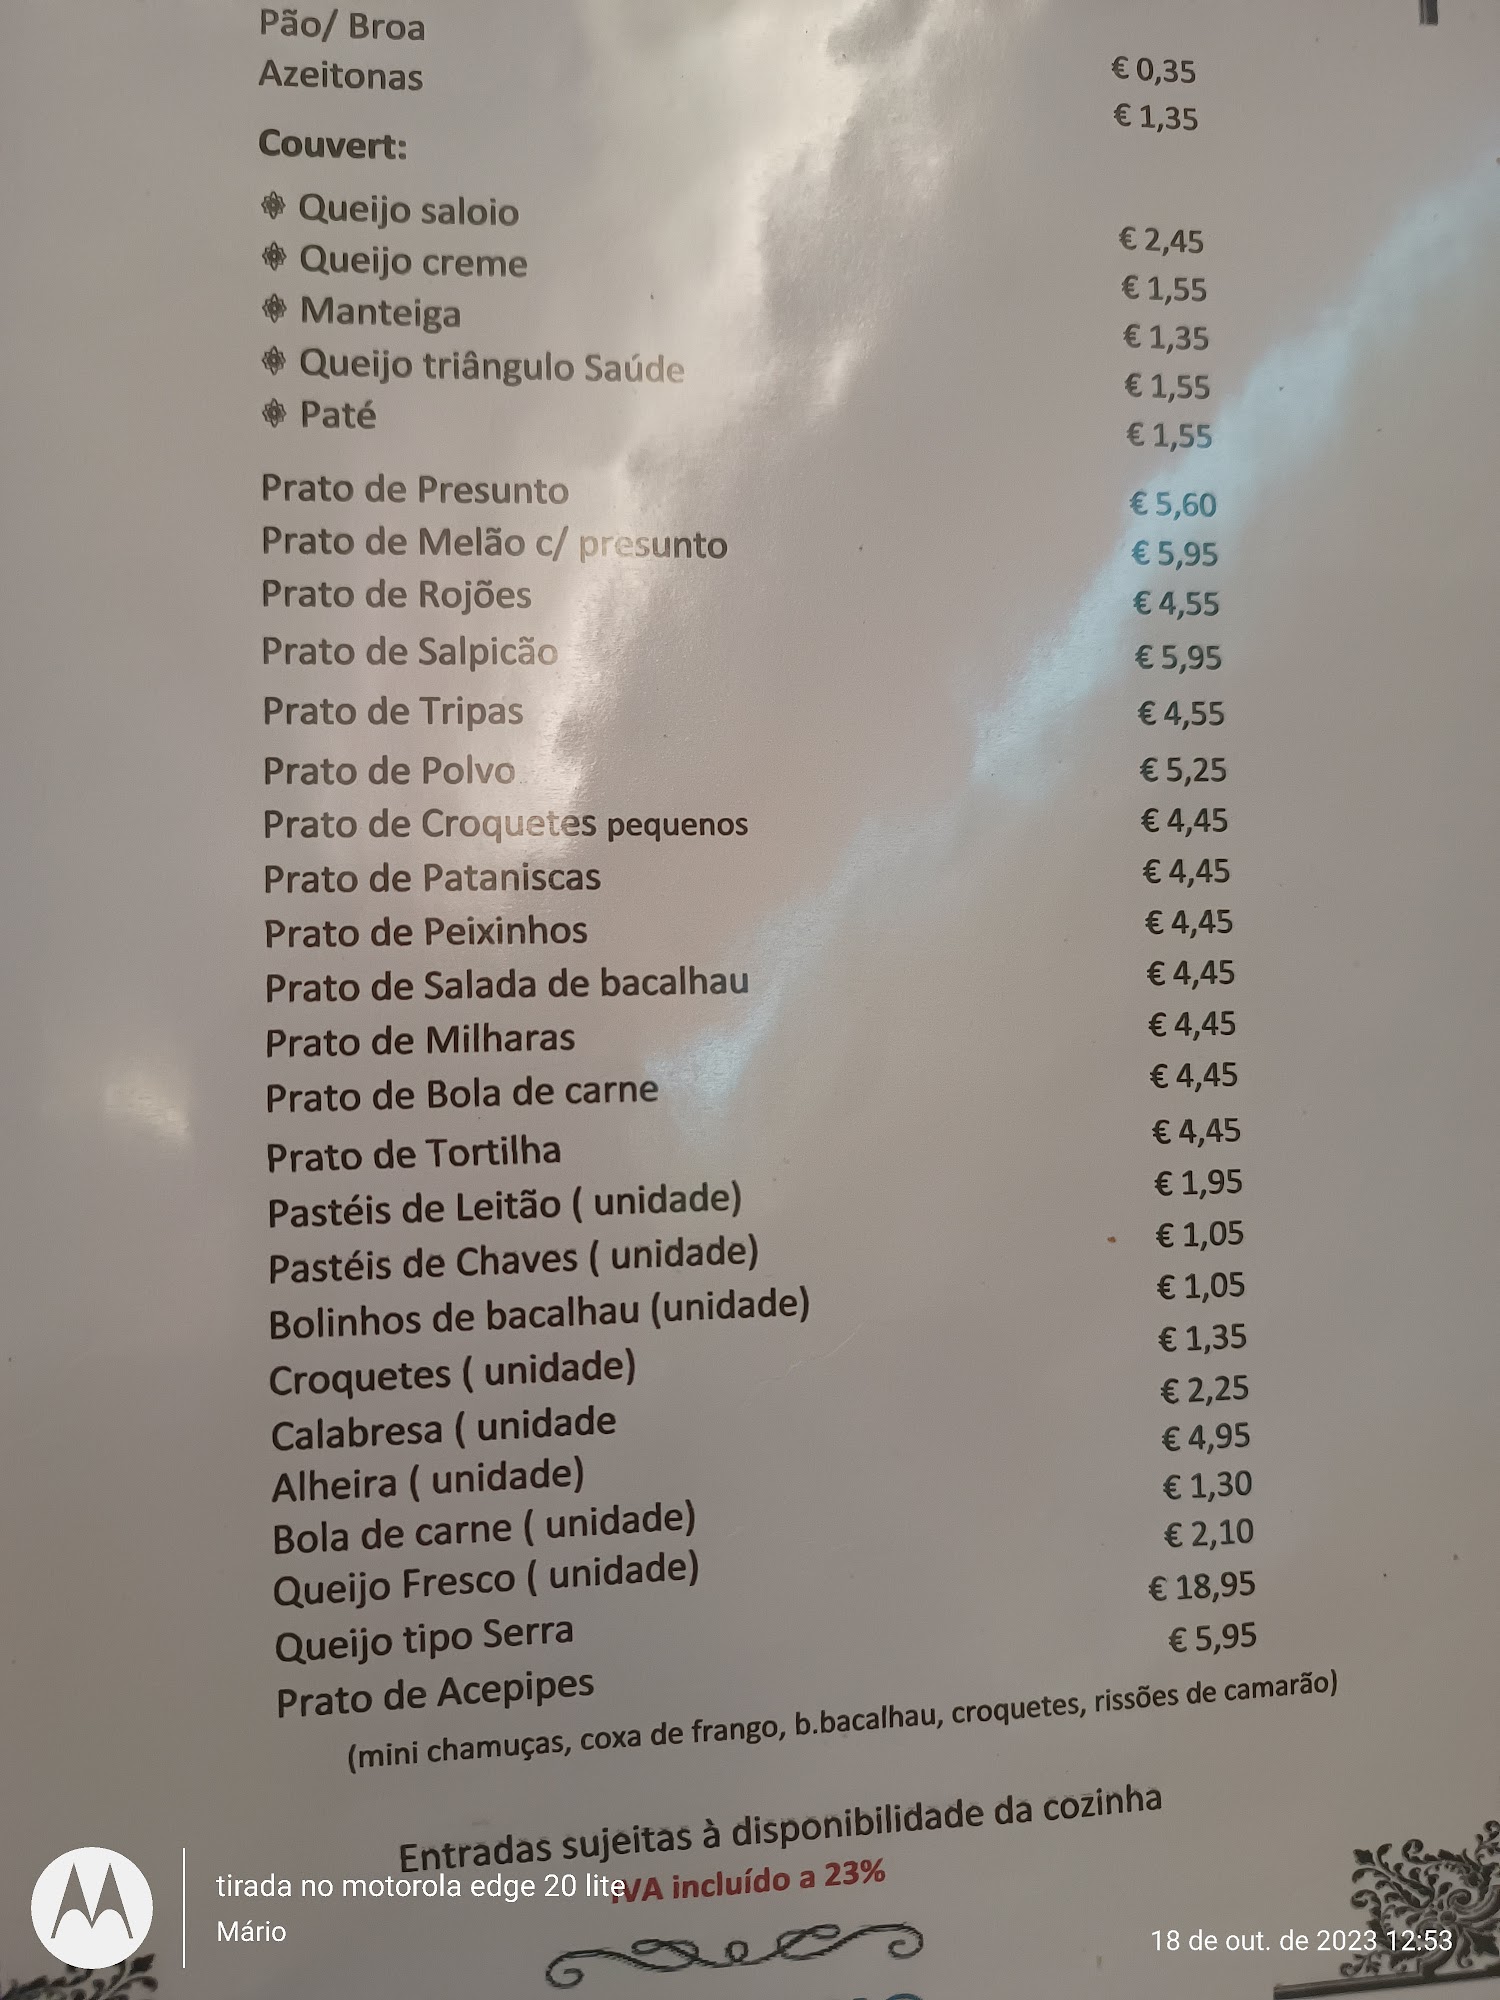 Pão/ Broa € 0,35
Azeitonas € 1,35
Couvert:
Queijo saloio € 2,45
Queijo creme € 1,55
Manteiga € 1,35
Queijo triângulo Saúde € 1,55
Paté € 1,55
Prato de Presunto € 5,60
Prato de Melão c/ presunto € 5,95
Prato de Rojões € 4,55
Prato de Salpicão € 5,95
Prato de Tripas € 4,55
Prato de Polvo € 5,25
Prato de Croquetes pequenos € 4,45
Prato de Pataniscas € 4,45
Prato de Peixinhos € 4,45
Prato de Salada de bacalhau € 4,45
Prato de Milharas € 4,45
Prato de Bola de carne € 4,45
Prato de Tortilha € 4,45
Pastéis de Leitão ( unidade) € 1,95
Pastéis de Chaves ( unidade) € 1,05
Bolinhos de bacalhau (unidade) € 1,05
Croquetes ( unidade) € 1,35
Calabresa ( unidade € 2,25
Alheira ( unidade) € 4,95
Bola de carne ( unidade) € 1,30
Queijo Fresco ( unidade) € 2,10
Queijo tipo Serra € 18,95
Prato de Acepipes € 5,95
(mini chamuças, coxa de frango, b.bacalhau, croquetes, rissões de camarão)
Entradas sujeitas à disponibilidade da cozinha
IVA incluído a 23%
tirada no motorola edge 20 lite
Mário
18 de out. de 2023 12:53